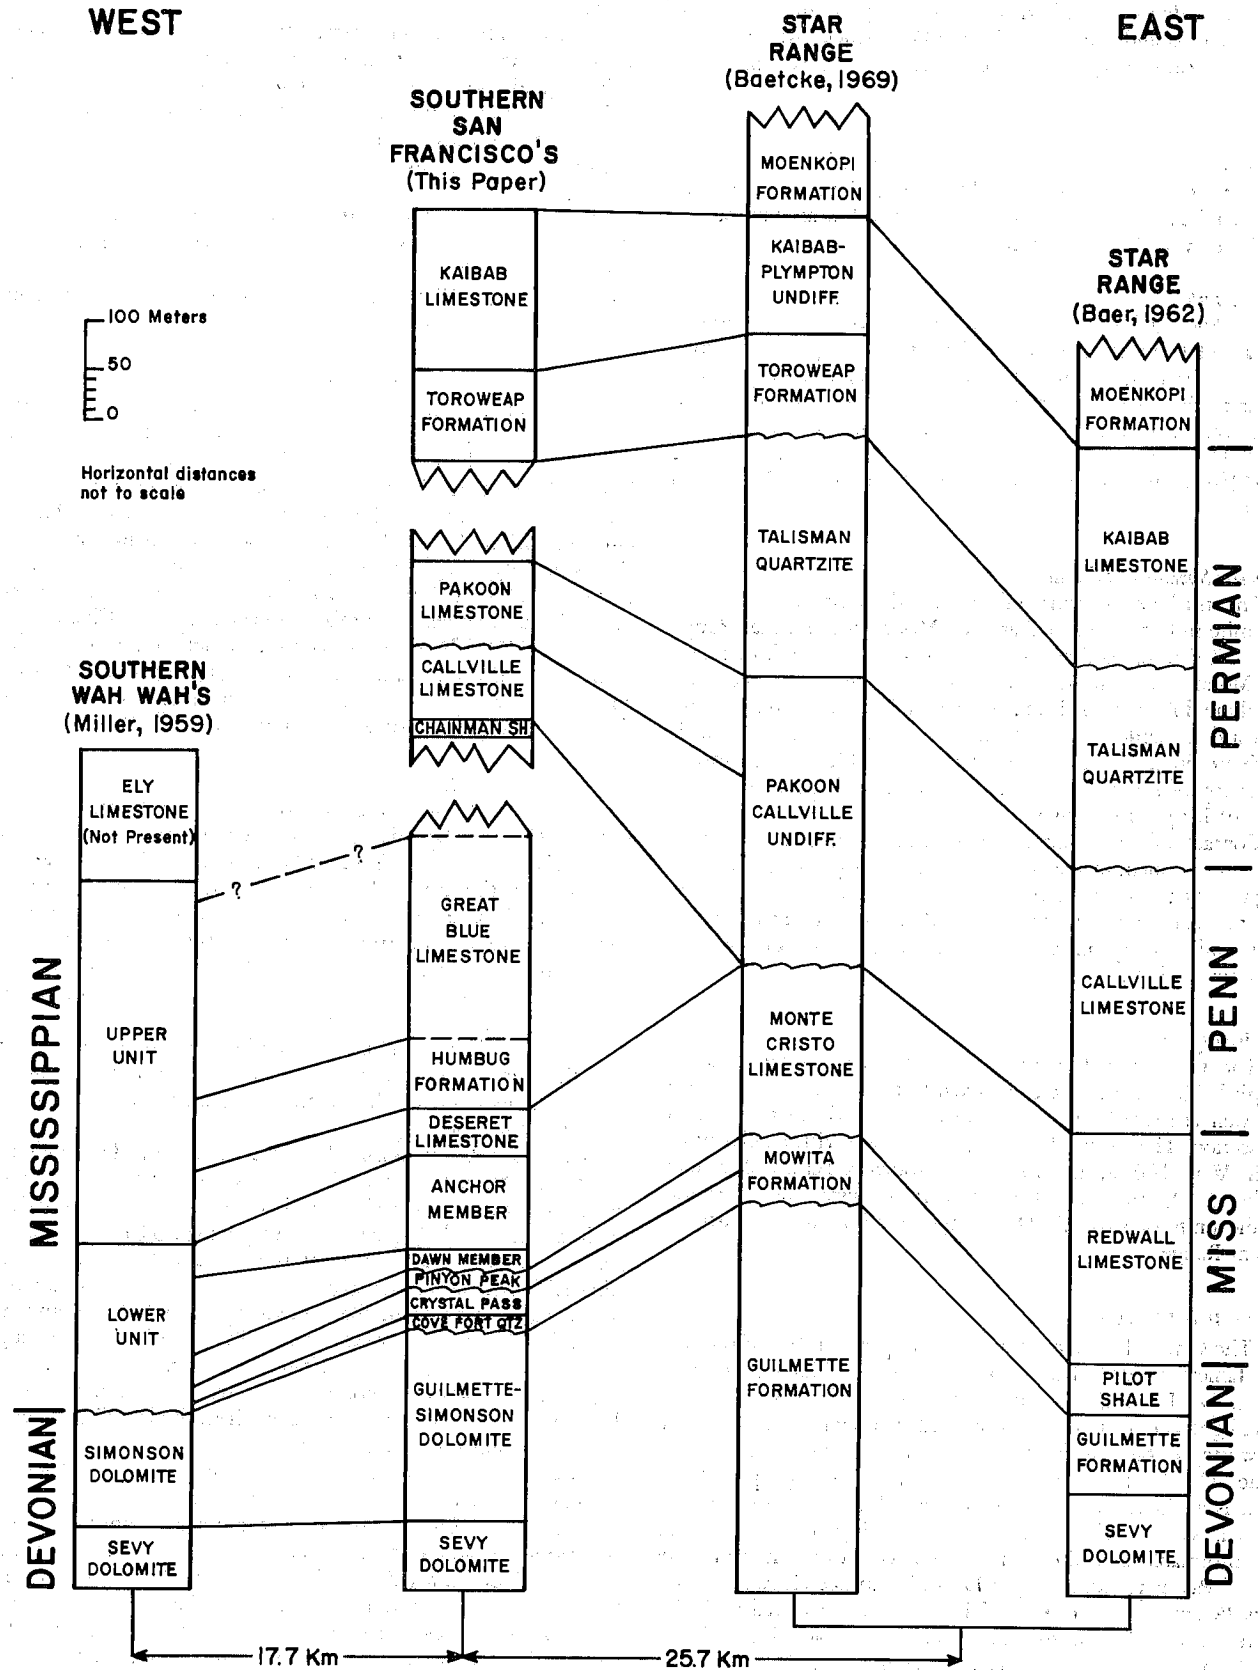 WEST
EAST
STAR
RANGE
(Baetcke, 1969)
SOUTHERN
SAN
FRANCISCO'S
(This Paper)
STAR
RANGE
(Baer, 1962)
SOUTHERN
WAH WAH'S
(Miller, 1959)
100 Meters
50
0
Horizontal distances
not to scale
ELY
LIMESTONE
(Not Present)
UPPER
UNIT
LOWER
UNIT
SIMONSON
DOLOMITE
SEVY
DOLOMITE
MISSISSIPPIAN
DEVONIAN
?
?
KAIBAB
LIMESTONE
TOROWEAP
FORMATION
PAKOON
LIMESTONE
CALLVILLE
LIMESTONE
CHAINMAN SH
GREAT
BLUE
LIMESTONE
HUMBUG
FORMATION
DESERET
LIMESTONE
ANCHOR
MEMBER
DAWN MEMBER
PINYON PEAK
CRYSTAL PASS
COVE FORT QTZ
GUILMETTE-
SIMONSON
DOLOMITE
SEVY
DOLOMITE
MOENKOPI
FORMATION
KAIBAB-
PLYMPTON
UNDIFF.
TOROWEAP
FORMATION
TALISMAN
QUARTZITE
PAKOON
CALLVILLE
UNDIFF.
MONTE
CRISTO
LIMESTONE
MOWITA
FORMATION
GUILMETTE
FORMATION
MOENKOPI
FORMATION
KAIBAB
LIMESTONE
TALISMAN
QUARTZITE
CALLVILLE
LIMESTONE
REDWALL
LIMESTONE
PILOT
SHALE
GUILMETTE
FORMATION
SEVY
DOLOMITE
PERMIAN
PENN
MISS
DEVONIAN
17.7 Km
25.7 Km